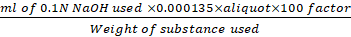 ml of 0.1N NaOH used ×0.000135×aliquot×100 factor
Weight of substance used